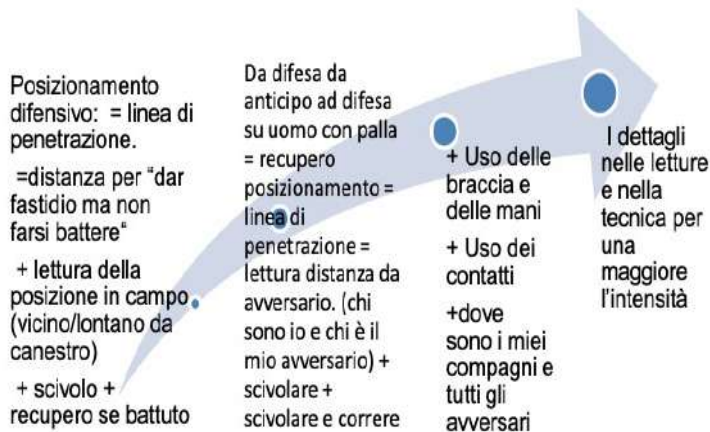 Posizionamento
difensivo: = linea di
penetrazione.
=distanza per "dar
fastidio ma non
farsi battere"
+ lettura della
posizione in campo
(vicino/lontano da
canestro)
+ scivolo +
recupero se battuto
Da difesa da
anticipo ad difesa
su uomo con palla
= recupero
posizionamento =
linea di
penetrazione =
lettura distanza da
avversario. (chi
sono io e chi è il
mio avversario) +
scivolare +
scivolare e correre
+ Uso delle
braccia e
delle mani
+ Uso dei
contatti
+dove
sono i miei
compagni e
tutti gli
avversari
I dettagli
nelle letture
e nella
tecnica per
una
maggiore
l'intensità